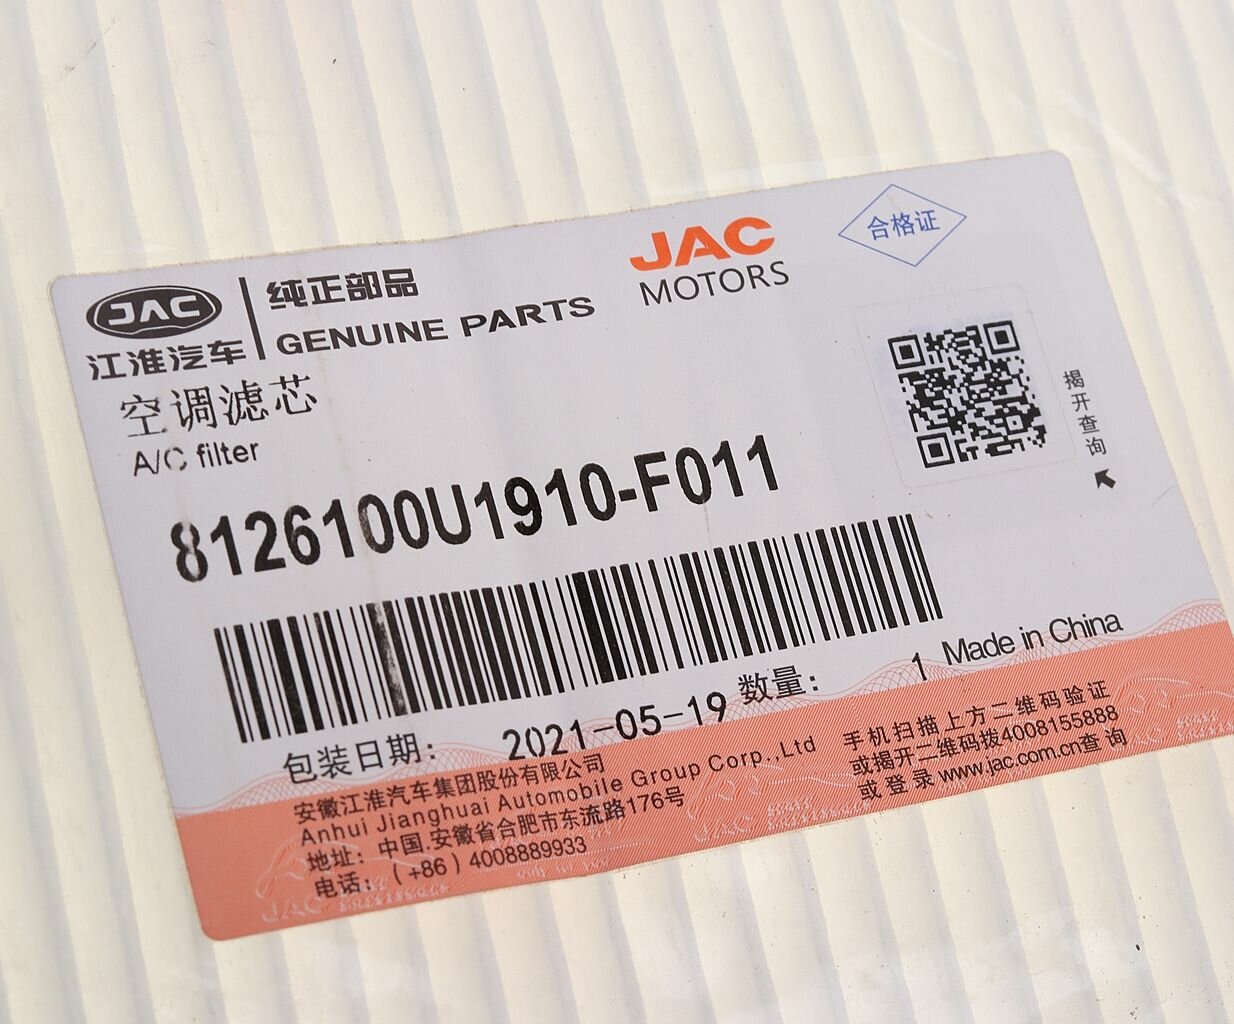 JAC
江淮汽车
纯正部品
GENUINE PARTS
JAC
MOTORS
合格证
空调滤芯
A/C filter
揭开查询
8126100U1910-F011
包装日期: 2021-05-19 数量: 1 Made in China
安徽江淮汽车集团股份有限公司
Anhui Jianghuai Automobile Group Corp.,Ltd
地址: 中国.安徽省合肥市东流路176号
电话: (+86) 4008889933
手机扫描上方二维码验证
或揭开二维码拨4008155888
或登录www.jac.com.cn查询